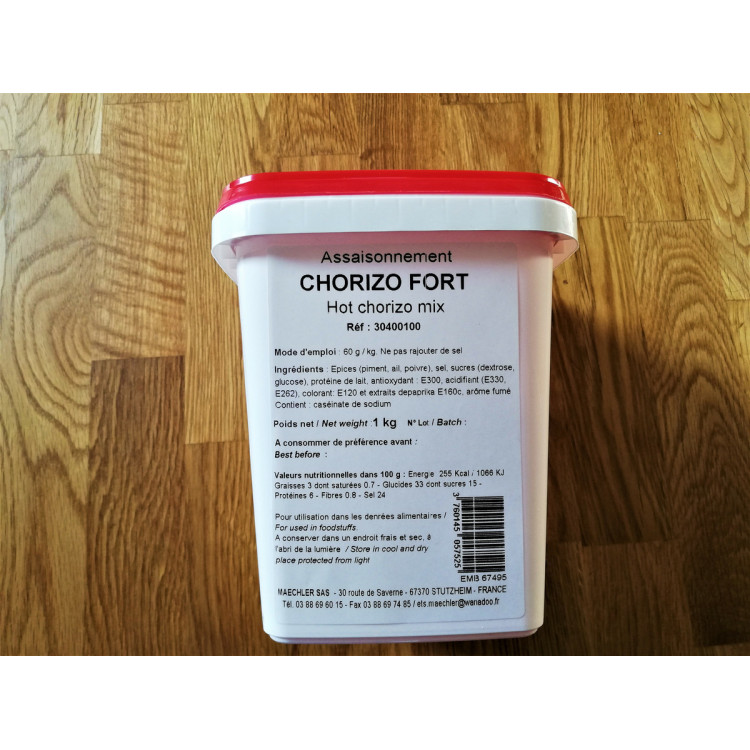 Assaisonnement
CHORIZO FORT
Hot chorizo mix
Réf : 30400100
Mode d'emploi : 60 g / kg. Ne pas rajouter de sel
Ingrédients : Epices (piment, ail, poivre), sel, sucres (dextrose,
glucose), protéine de lait, antioxydant : E300, acidifiant (E330,
E262), colorant: E120 et extraits depaprika E160c, arôme fumé
Contient : caséinate de sodium
Poids net / Net weight 1 kg N° Lot / Batch :
A consommer de préférence avant :
Best before :
Valeurs nutritionnelles dans 100 g : Energie 255 Kcal / 1066 KJ
Graisses 3 dont saturées 0.7 - Glucides 33 dont sucres 15 -
Protéines 6 - Fibres 0.8 - Sel 24
Pour utilisation dans les denrées alimentaires /
For used in foodstuffs.
A conserver dans un endroit frais et sec, à
l'abri de la lumière / Store in cool and dry
place protected from light
3 760145 057525
EMB 67495
MAECHLER SAS - 30 route de Saverne - 67370 STUTZHEIM - FRANCE
Tél. 03 88 69 60 15 - Fax 03 88 69 74 85 / ets.maechler@wanadoo.fr